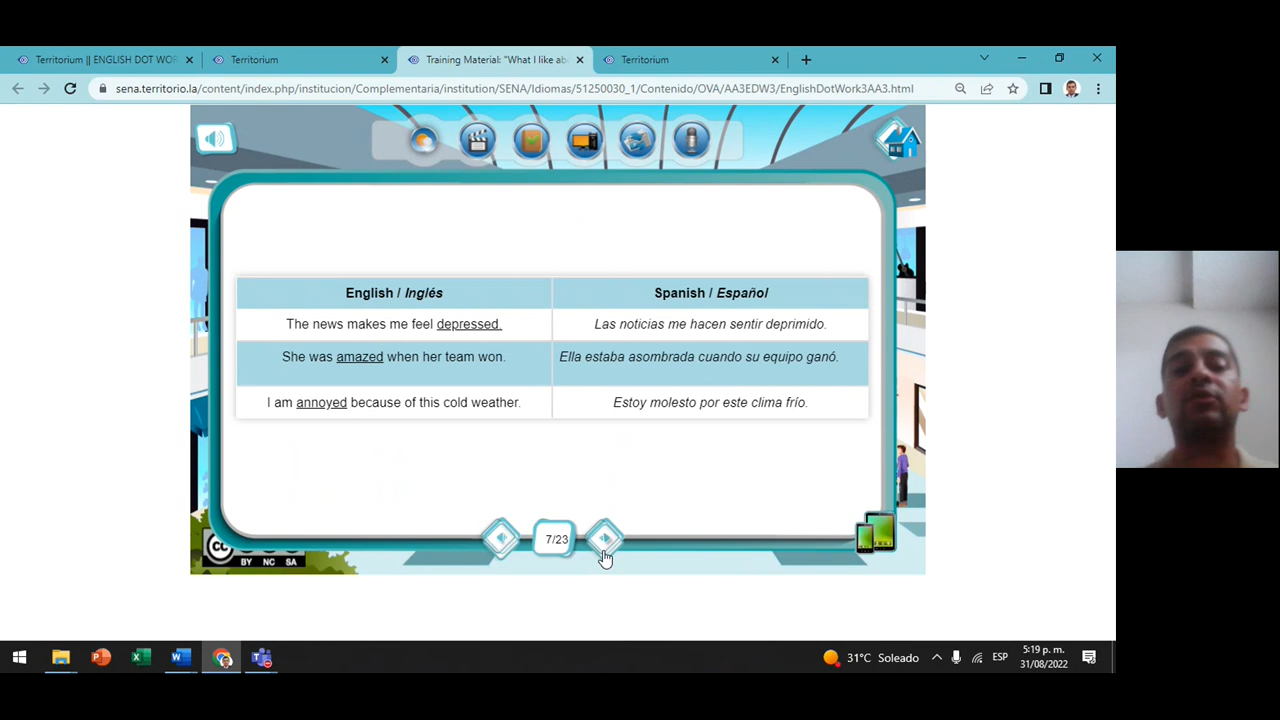 Territorium || ENGLISH DOT WOR
Territorium
Training Material: "What I like abo
Territorium
sena.territorio.la/content/index.php/institucion/Complementaria/institution/SENA/Idiomas/51250030_1/Contenido/OVA/AA3EDW3/EnglishDotWork3AA3.html
English / Inglés
Spanish / Español
The news makes me feel depressed.
Las noticias me hacen sentir deprimido.
She was amazed when her team won.
Ella estaba asombrada cuando su equipo ganó.
I am annoyed because of this cold weather.
Estoy molesto por este clima frío.
7/23
cc
BY NC SA
31°C Soleado
ESP
5:19 p. m.
31/08/2022